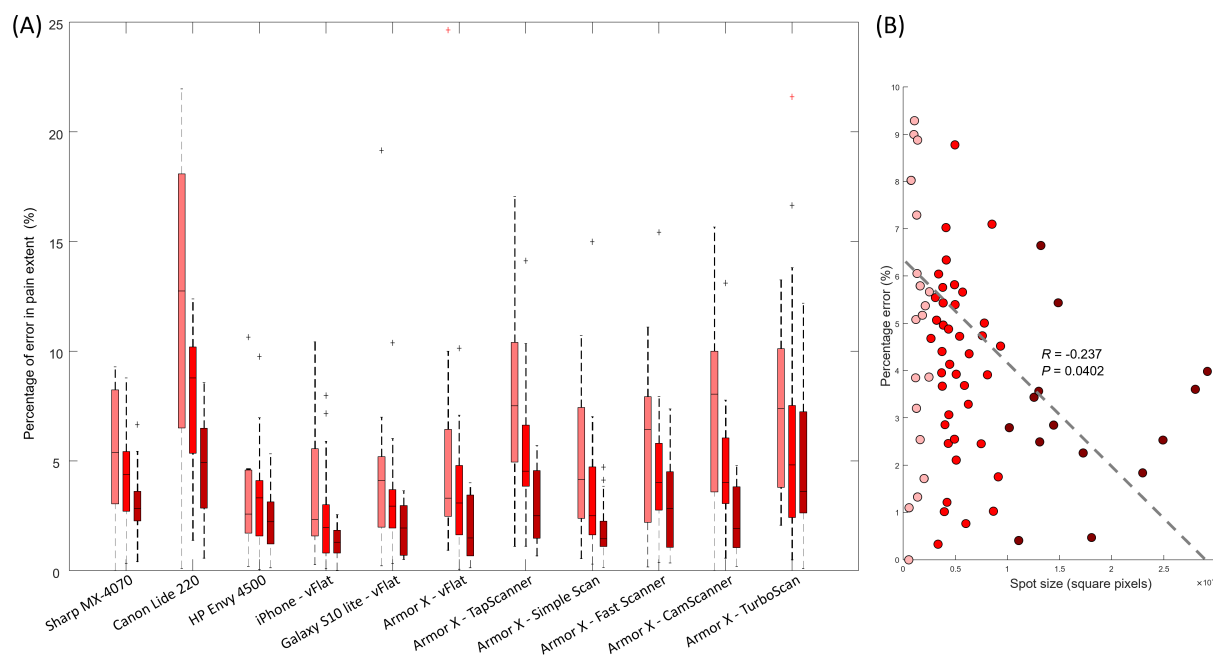 (A)
Percentage of error in pain extent (%)
25
20
15
10
5
0
Sharp MX-4070
Canon Lide 220
HP Envy 4500
iPhone - vFlat
Galaxy S10 lite - vFlat
Armor X - vFlat
Armor X - TapScanner
Armor X - Simple Scan
Armor X - Fast Scanner
Armor X - CamScanner
Armor X - TurboScan
(B)
Percentage error (%)
10
9
8
7
6
5
4
3
2
1
0
R = -0.237
P = 0.0402
0 0.5 1.0 1.5 2.0 2.5
Spot size (square pixels)